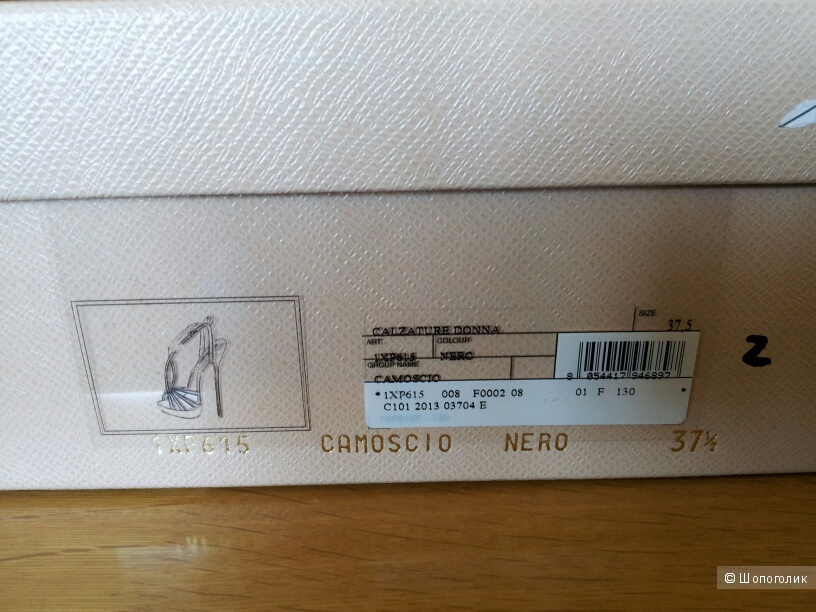 SIZE
37,5
CALZATURE DONNA
ART. COLOUR
1XP615 NERO
GROUP NAME
CAMOSCIO
8 054417 946897
* 1XP615 008 F0002 08 01 F 130 *
C101 2013 03704 E
1XP615 CAMOSCIO NERO 37½
2
© Шопоголик